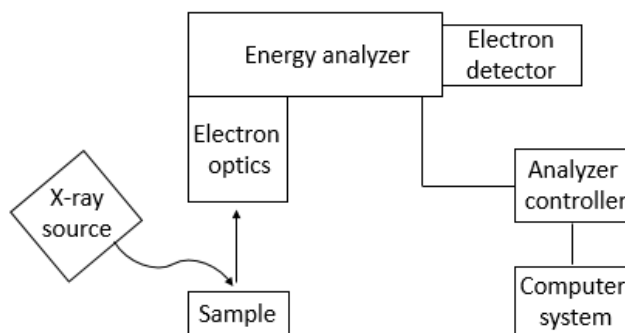 Energy analyzer
Electron
detector
Electron
optics
X-ray
source
Analyzer
controller
Sample
Computer
system